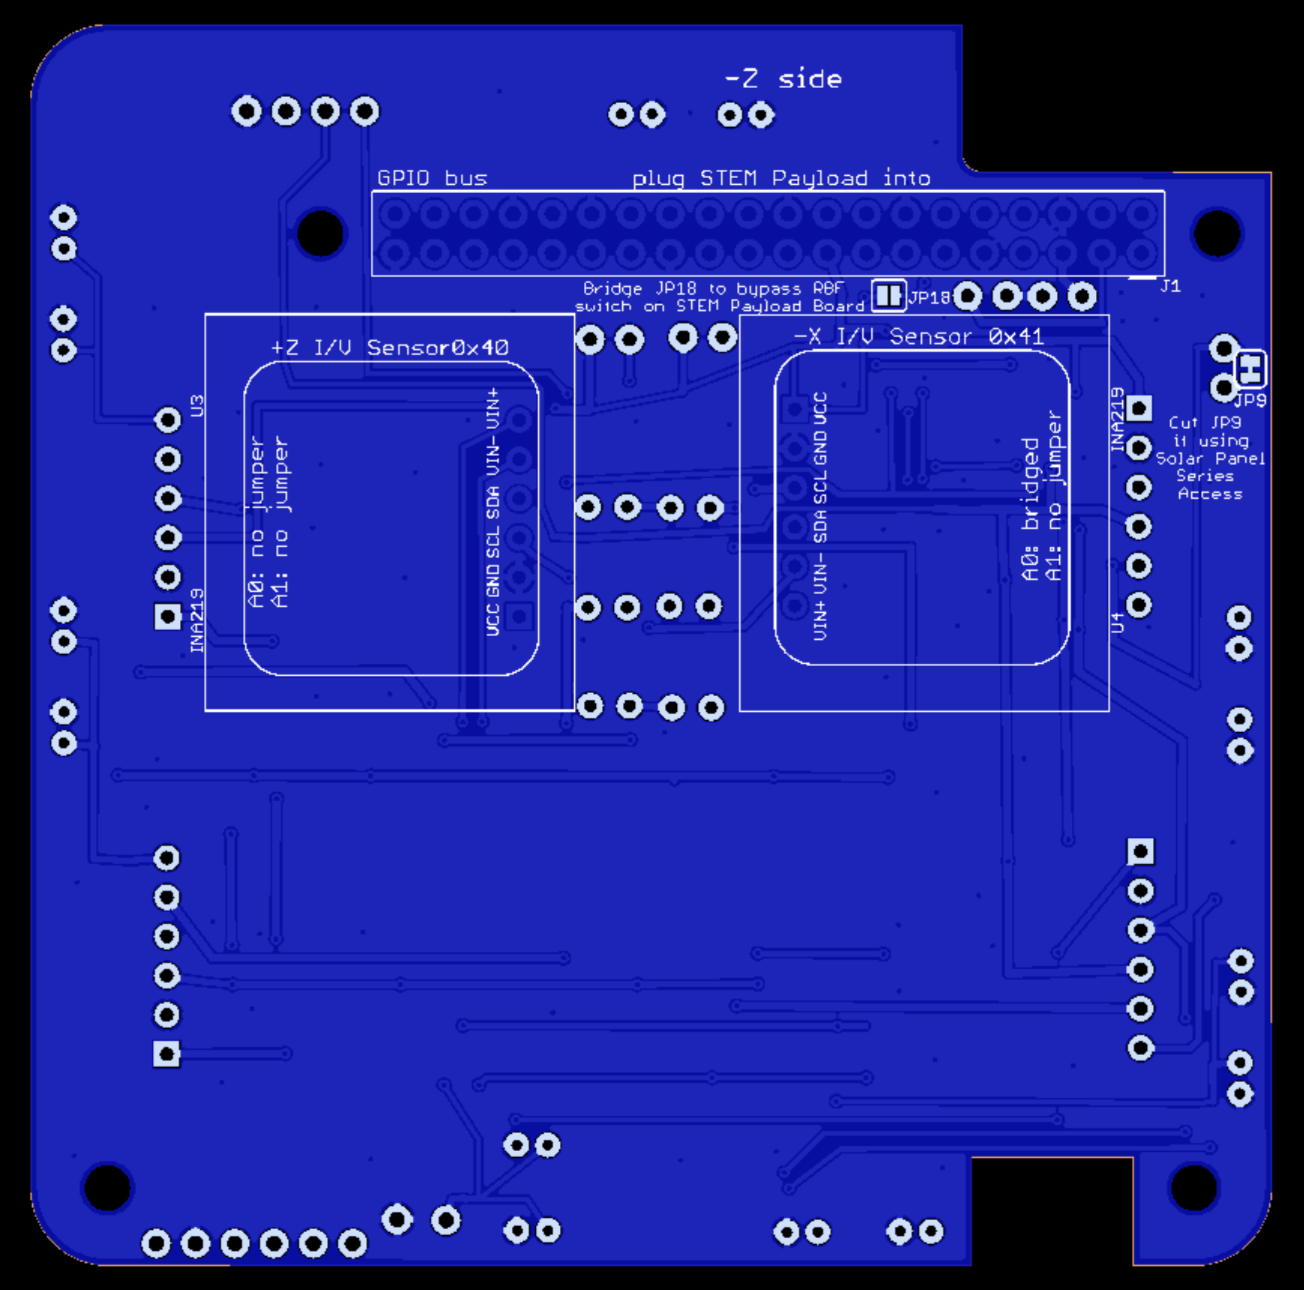 -Z side
GPIO bus
plug STEM Payload into
J1
Bridge JP18 to bypass RBF
switch on STEM Payload Board
JP18
+Z I/V Sensor0x40
-X I/V Sensor 0x41
U3
INA219
A0: no jumper
A1: no jumper
VCC GND SCL SDA VIN- VIN+
VIN+ VIN- SDA SCL GND VCC
A0: bridged
A1: no jumper
INA219
U4
JP9
Cut JP9
if using
Solar Panel
Series
Access